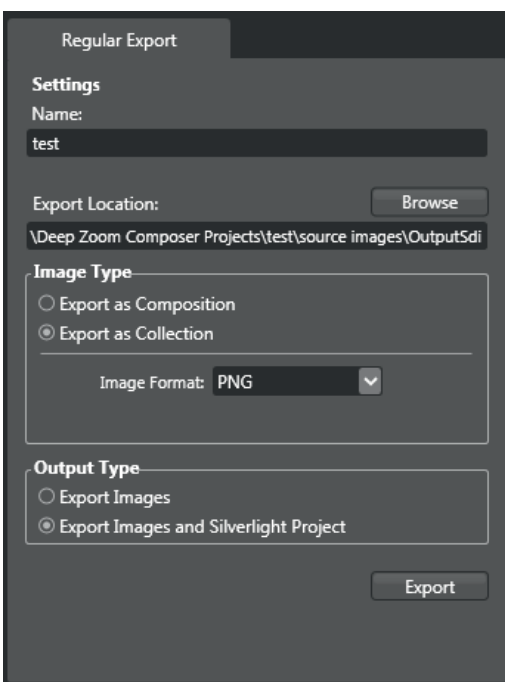 Regular Export
Settings
Name:
test
Export Location:
Browse
\Deep Zoom Composer Projects\test\source images\OutputSdi
Image Type
Export as Composition
Export as Collection
Image Format: PNG
Output Type
Export Images
Export Images and Silverlight Project
Export